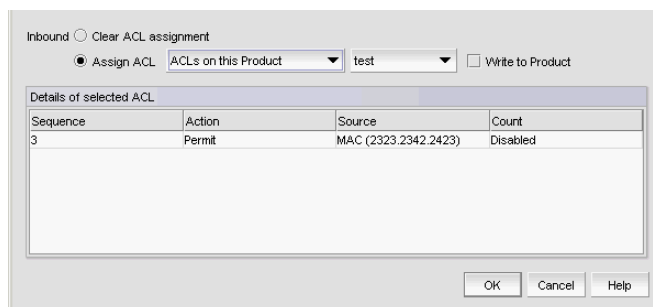 Inbound Clear ACL assignment
Assign ACL ACLs on this Product test Write to Product
Details of selected ACL
Sequence Action Source Count
3 Permit MAC (2323.2342.2423) Disabled
OK Cancel Help